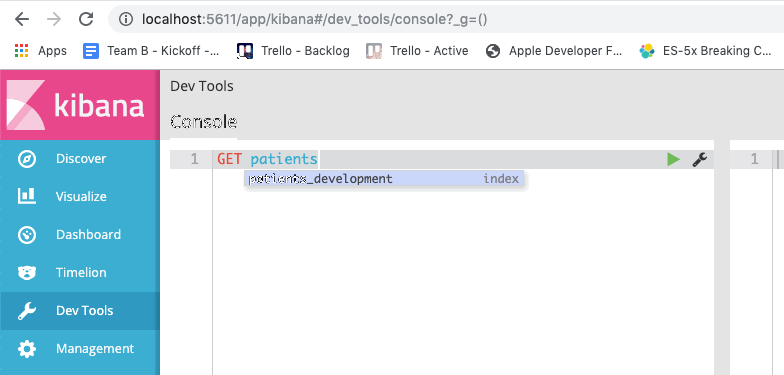 localhost:5611/app/kibana#/dev_tools/console?_g=()
Apps Team B - Kickoff -... Trello - Backlog Trello - Active Apple Developer F... ES-5x Breaking C...
kibana
Dev Tools
Console
Discover
Visualize
Dashboard
Timelion
Dev Tools
Management
1 GET patients
patients_development index
1